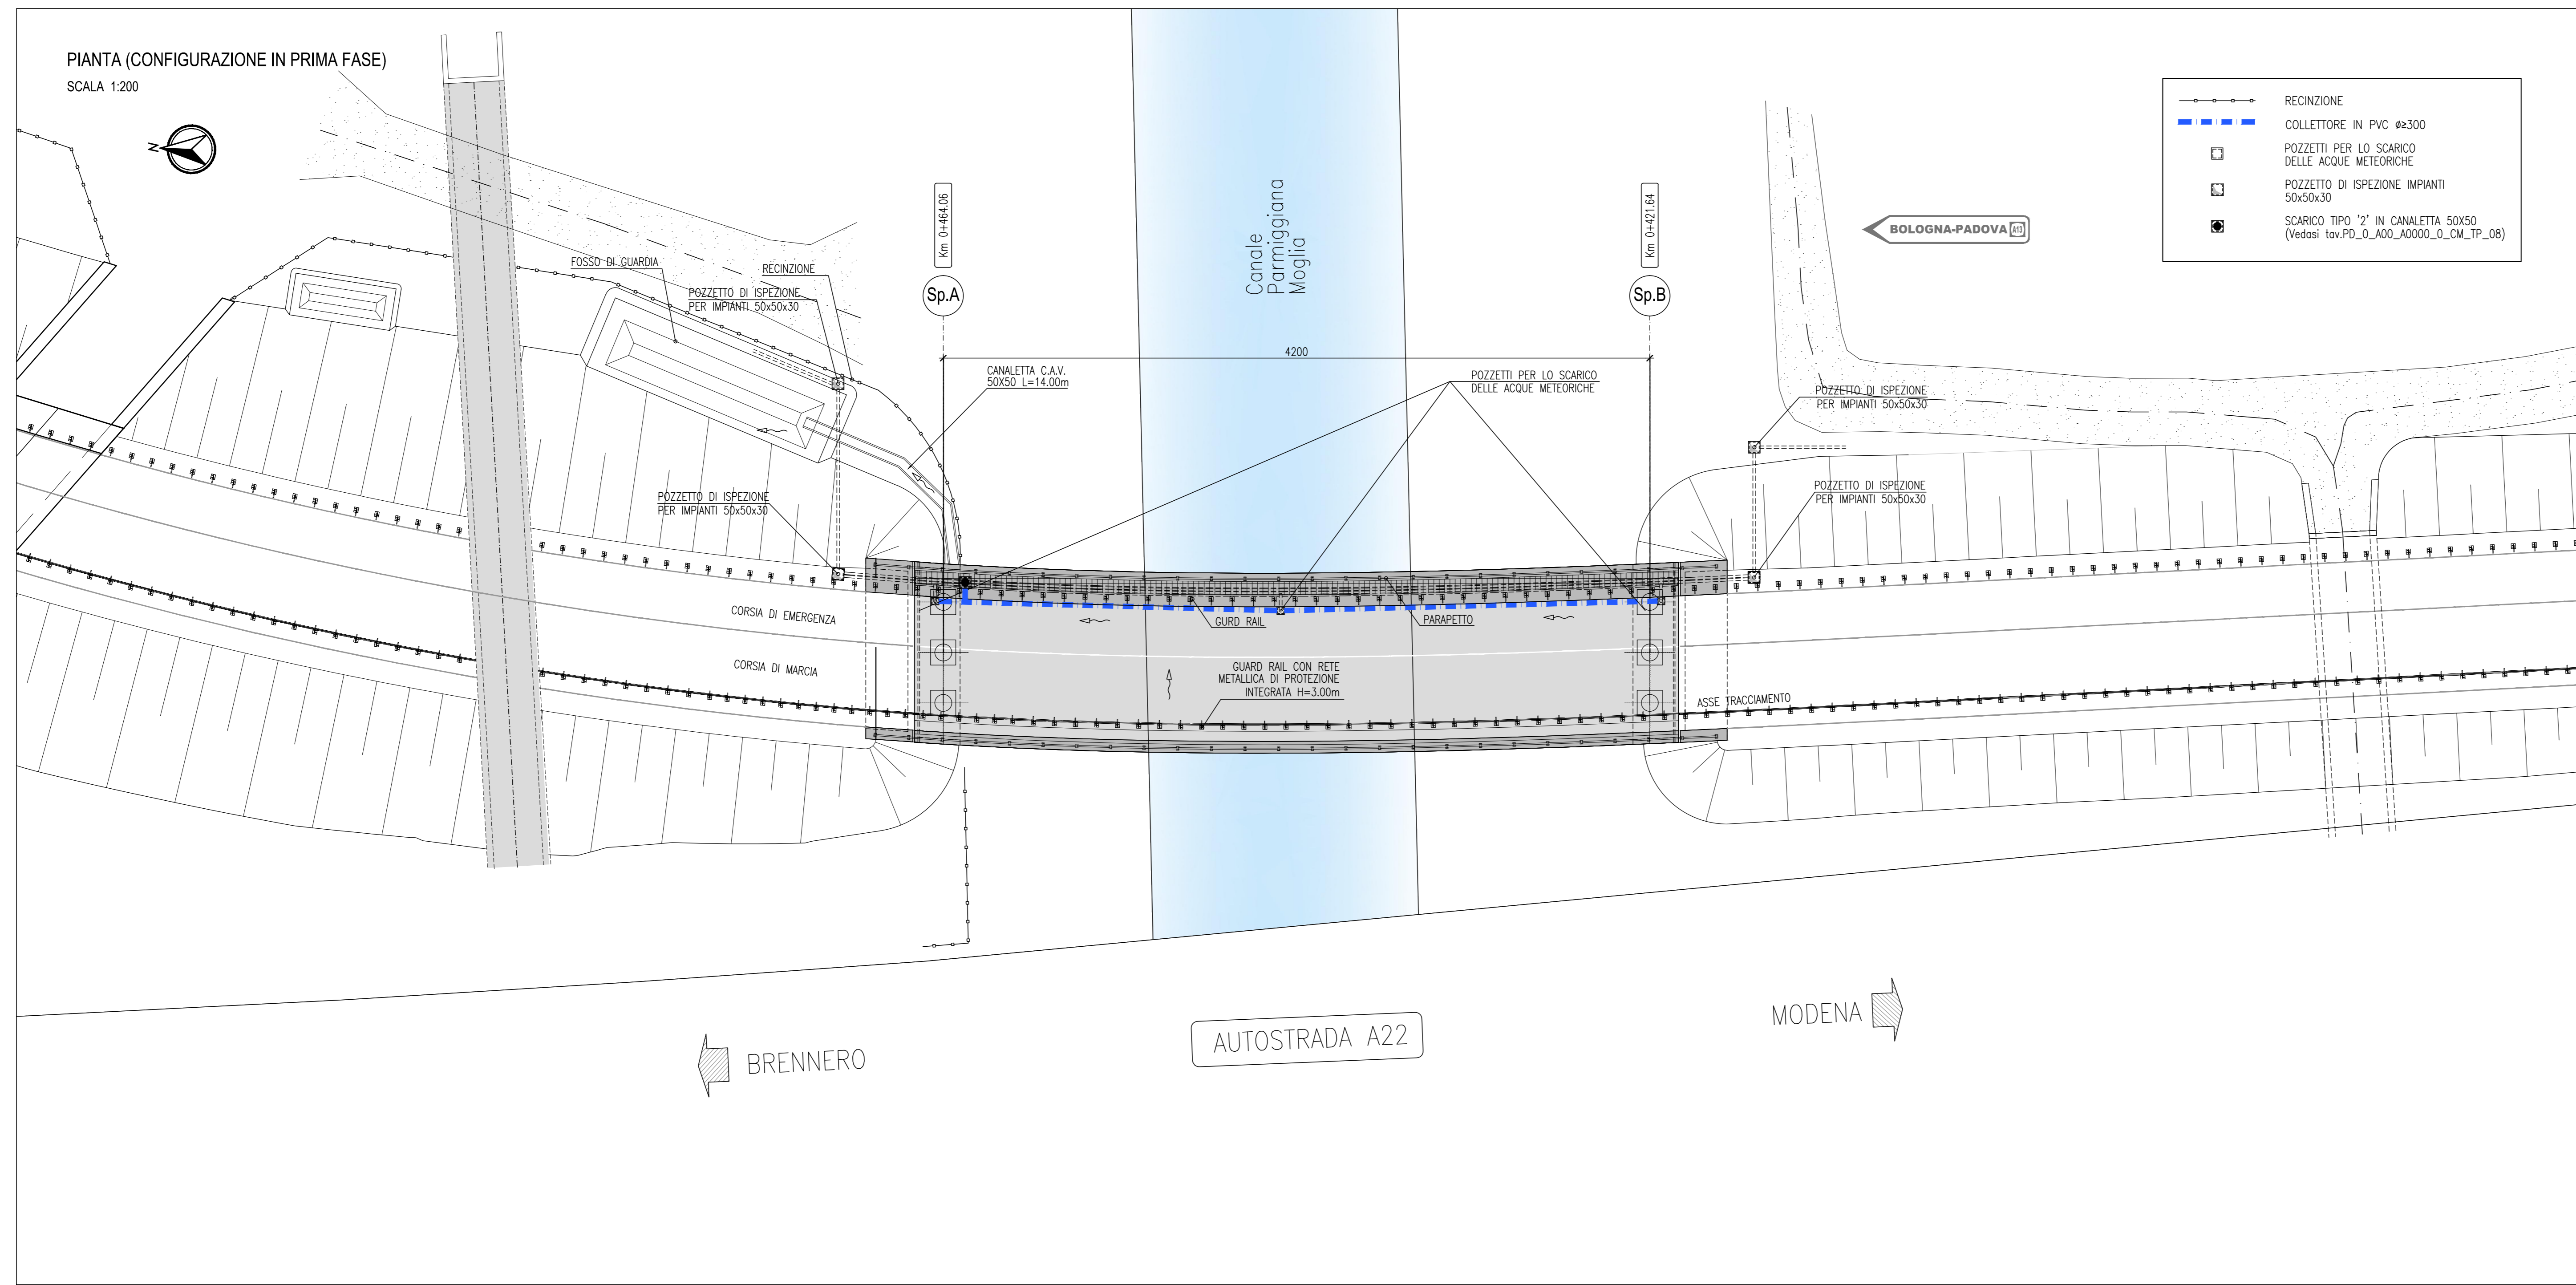 PIANTA (CONFIGURAZIONE IN PRIMA FASE)
SCALA 1:200
N
RECINZIONE
COLLETTORE IN PVC ø≥300
POZZETTI PER LO SCARICO
DELLE ACQUE METEORICHE
POZZETTO DI ISPEZIONE IMPIANTI
50x50x30
SCARICO TIPO '2' IN CANALETTA 50X50
(Vedasi tav.PD_0_A00_A0000_0_CM_TP_08)
BOLOGNA-PADOVA A13
Km 0+464.06
Sp.A
Canale
Parmiggiana
Moglia
Km 0+421.64
Sp.B
FOSSO DI GUARDIA
RECINZIONE
POZZETTO DI ISPEZIONE
PER IMPIANTI 50x50x30
4200
CANALETTA C.A.V.
50X50 L=14.00m
POZZETTI PER LO SCARICO
DELLE ACQUE METEORICHE
POZZETTO DI ISPEZIONE
PER IMPIANTI 50x50x30
POZZETTO DI ISPEZIONE
PER IMPIANTI 50x50x30
POZZETTO DI ISPEZIONE
PER IMPIANTI 50x50x30
CORSIA DI EMERGENZA
GURD RAIL
PARAPETTO
CORSIA DI MARCIA
GUARD RAIL CON RETE
METALLICA DI PROTEZIONE
INTEGRATA H=3.00m
ASSE TRACCIAMENTO
BRENNERO
AUTOSTRADA A22
MODENA